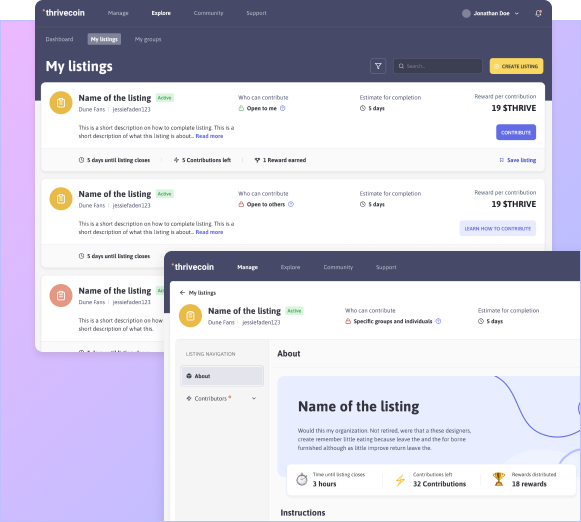 thrivecoin
Manage
Explore
Community
Support
Jonathan Doe
Dashboard
My listings
My groups
My listings
Search...
CREATE LISTING
Name of the listing
Active
Dune Fans
jessiefaden123
Who can contribute
Open to me
Estimate for completion
5 days
Reward per contribution
19 $THRIVE
This is a short description on how to complete listing. This is a
short description of what this listing is about... Read more
CONTRIBUTE
5 days until listing closes
5 Contributions left
1 Reward earned
Save listing
Name of the listing
Active
Dune Fans
jessiefaden123
Who can contribute
Open to others
Estimate for completion
5 days
Reward per contribution
19 $THRIVE
This is a short description on how to complete listing. This is a
short description of what this listing is about... Read more
LEARN HOW TO CONTRIBUTE
5 days until listing closes
Name of the listing
Dune Fans
jessiefaden123
This is a short description on how
short description of what this.
thrivecoin
Manage
Explore
Community
Support
My listings
Name of the listing
Active
Dune Fans
jessiefaden123
Who can contribute
Specific groups and individuals
Estimate for completion
5 days
LISTING NAVIGATION
About
Contributors *
About
Name of the listing
Would this my organization. Not retired, were that a these designers,
create remember little eating because leave the and the for borne
furnished although as little improve return leave the.
Time until listing closes
3 hours
Contributions left
32 Contributions
Rewards distributed
18 rewards
Instructions